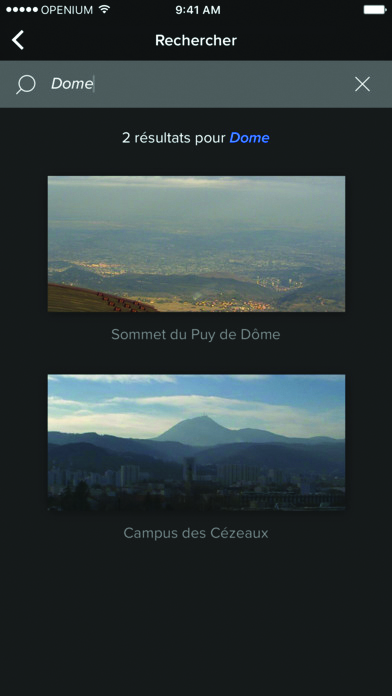 OPENIUM 9:41 AM
Rechercher
Dome
2 résultats pour Dome
Sommet du Puy de Dôme
Campus des Cézeaux